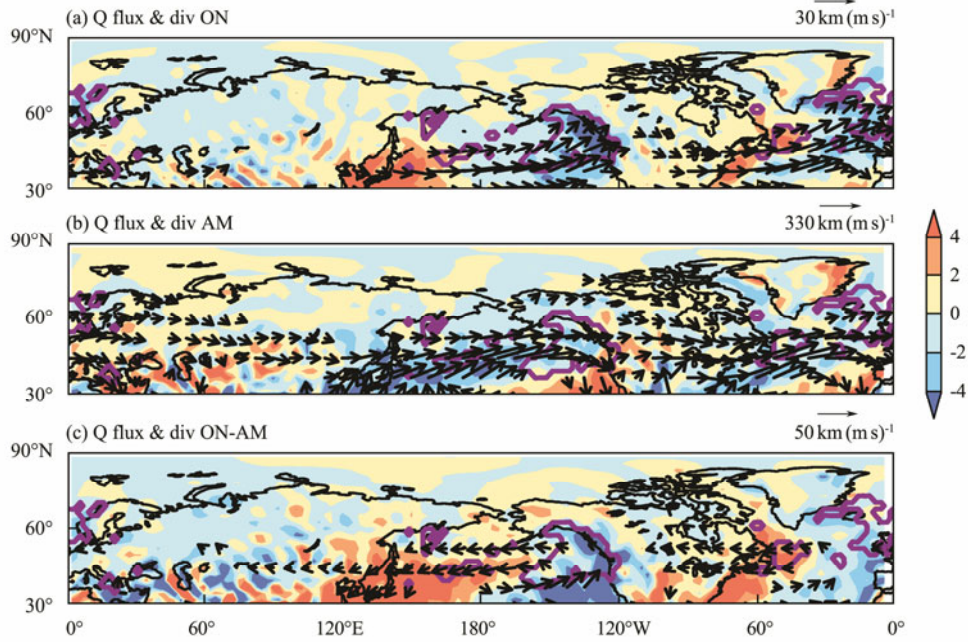 (a) Q flux & div ON
30 km (m s)-1
90°N
60°
30°
(b) Q flux & div AM
330 km (m s)-1
90°N
60°
30°
4
2
0
-2
-4
(c) Q flux & div ON-AM
50 km (m s)-1
90°N
60°
30°
0° 60° 120°E 180° 120°W 60° 0°